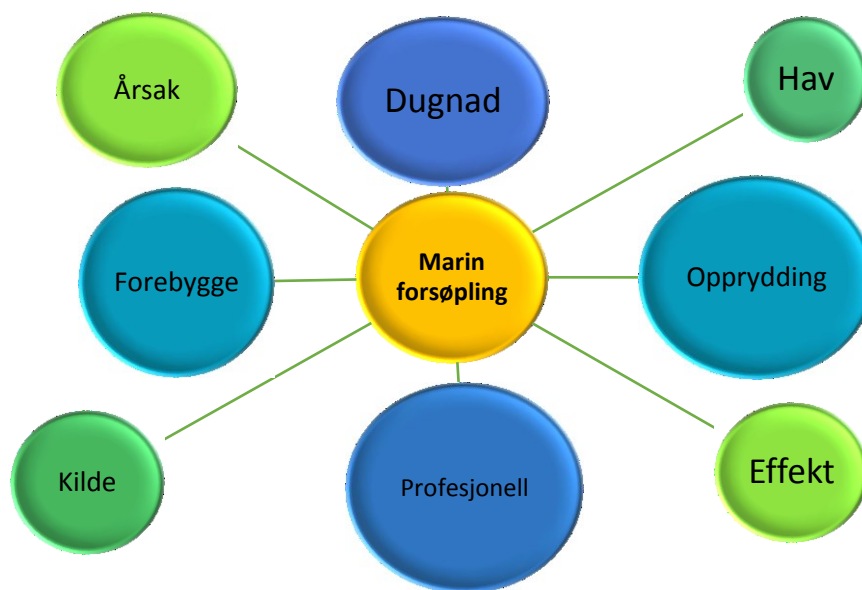 Årsak
Dugnad
Hav
Forebygge
Marin
forsøpling
Opprydding
Kilde
Profesjonell
Effekt